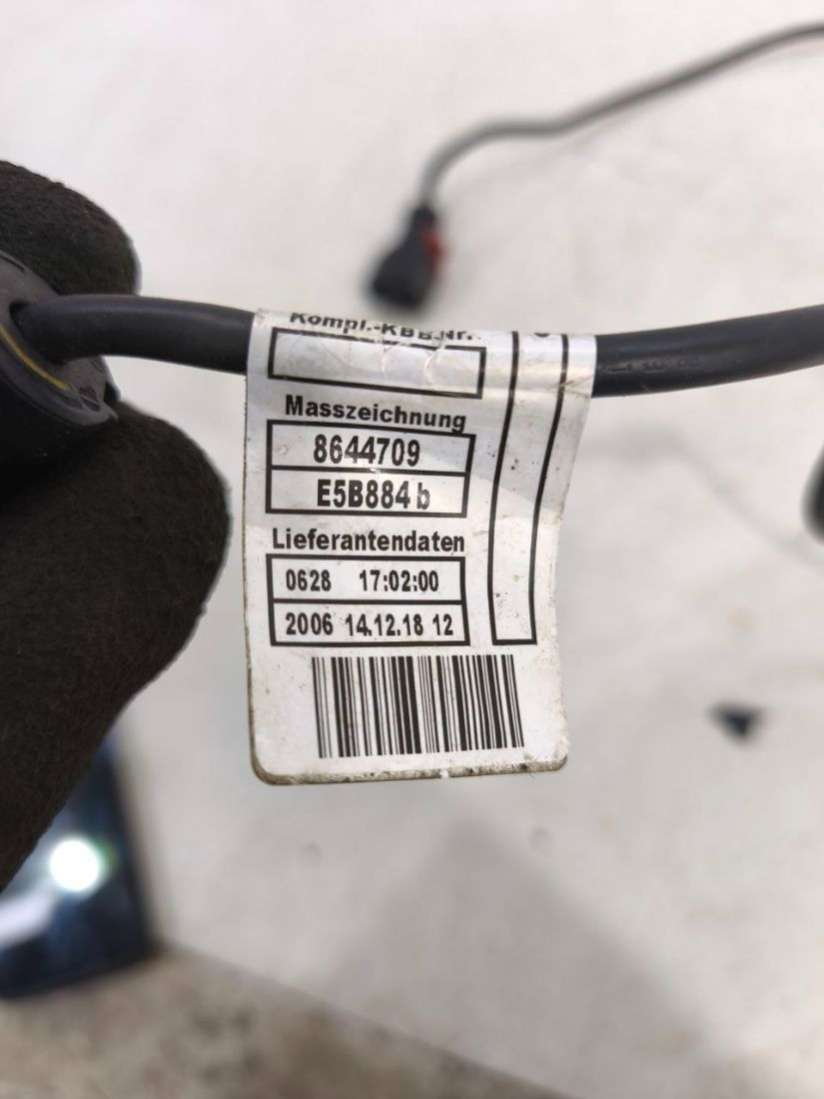 Kompl.-KBB.Nr.
Masszeichnung
8644709
E5B884 b
Lieferantendaten
0628 17:02:00
2006 14.12.18 12